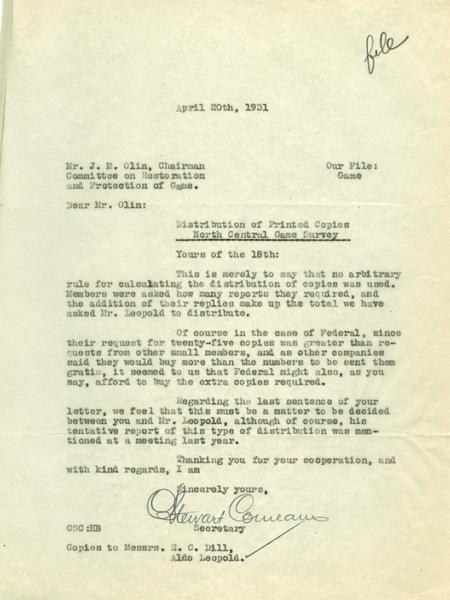 file
April 20th, 1931
Mr. J. M. Olin, Chairman Our File:
Committee on Restoration Game
and Protection of Game.
Dear Mr. Olin:
Distribution of Printed Copies
North Central Game Survey
Yours of the 18th:
This is merely to say that no arbitrary
rule for calculating the distribution of copies was used.
Members were asked how many reports they required, and
the addition of their replies make up the total we have
asked Mr. Leopold to distribute.
Of course in the case of Federal, since
their request for twenty-five copies was greater than re-
quests from other small members, and as other companies
said they would buy more than the numbers to be sent them
gratis, it seemed to us that Federal might also, as you
say, afford to buy the extra copies required.
Regarding the last sentence of your
letter, we feel that this must be a matter to be decided
between you and Mr. Leopold, although of course, his
tentative report of this type of distribution was men-
tioned at a meeting last year.
Thanking you for your cooperation, and
with kind regards, I am
Sincerely yours,
Stewart Comeaux
CSC:HB Secretary
Copies to Messrs. E. C. Dill,
Aldo Leopold.